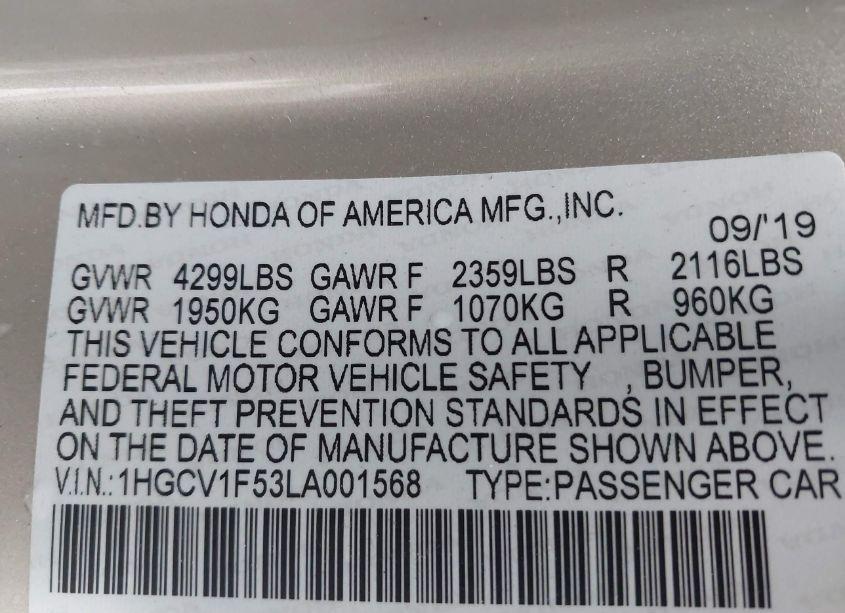 MFD.BY HONDA OF AMERICA MFG.,INC.
09/'19
GVWR 4299LBS GAWR F 2359LBS R 2116LBS
GVWR 1950KG GAWR F 1070KG R 960KG
THIS VEHICLE CONFORMS TO ALL APPLICABLE
FEDERAL MOTOR VEHICLE SAFETY , BUMPER,
AND THEFT PREVENTION STANDARDS IN EFFECT
ON THE DATE OF MANUFACTURE SHOWN ABOVE.
V.I.N.:1HGCV1F53LA001568 TYPE:PASSENGER CAR